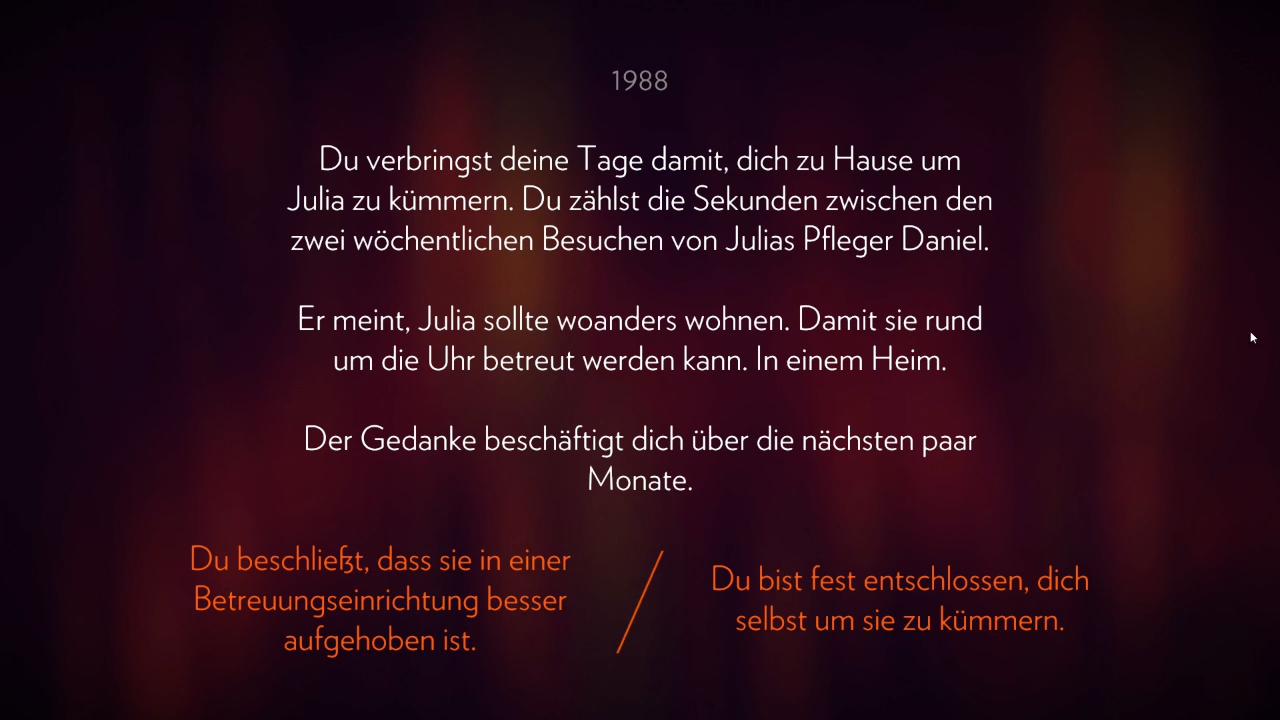 1988
Du verbringst deine Tage damit, dich zu Hause um
Julia zu kümmern. Du zählst die Sekunden zwischen den
zwei wöchentlichen Besuchen von Julias Pfleger Daniel.
Er meint, Julia sollte woanders wohnen. Damit sie rund
um die Uhr betreut werden kann. In einem Heim.
Der Gedanke beschäftigt dich über die nächsten paar
Monate.
Du beschließt, dass sie in einer
Betreuungseinrichtung besser
aufgehoben ist.
Du bist fest entschlossen, dich
selbst um sie zu kümmern.